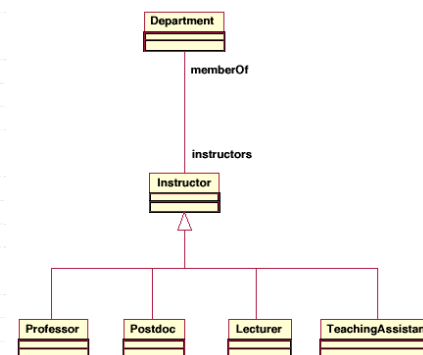 Department
memberOf
instructors
Instructor
Professor
Postdoc
Lecturer
TeachingAssistan